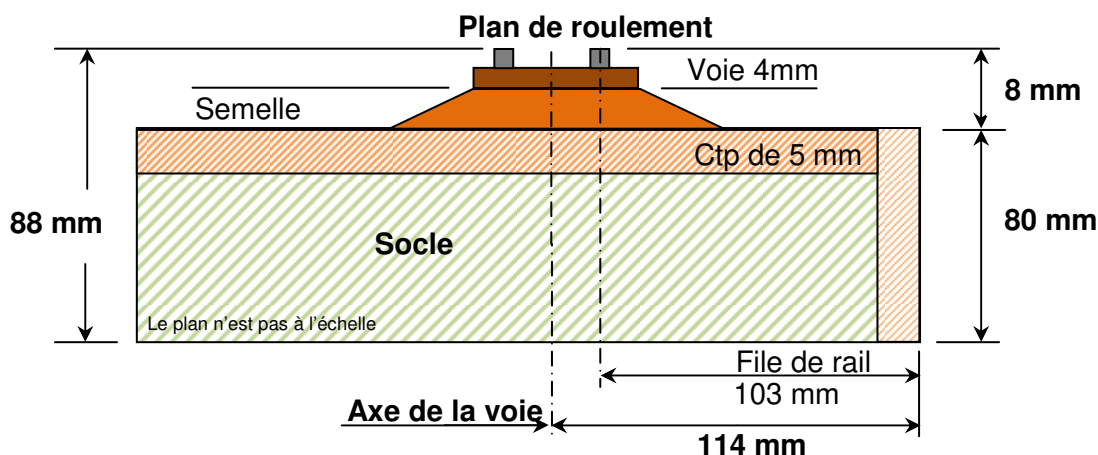 Plan de roulement
Voie 4mm
8 mm
Semelle
Ctp de 5 mm
88 mm
80 mm
Socle
Le plan n'est pas à l'échelle
File de rail
103 mm
Axe de la voie
114 mm